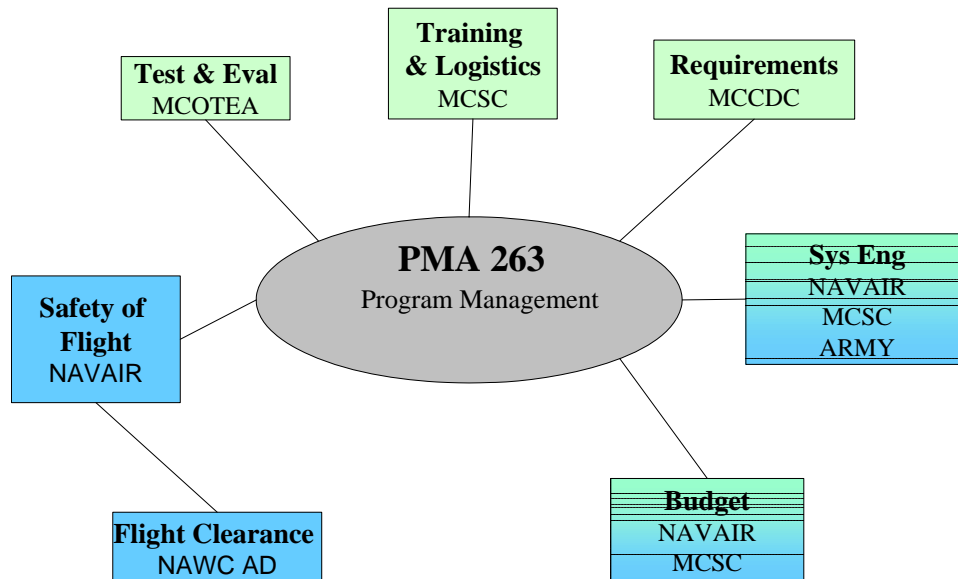 Training
& Logistics
MCSC
Test & Eval
MCOTEA
Requirements
MCCDC
PMA 263
Program Management
Sys Eng
NAVAIR
MCSC
ARMY
Safety of
Flight
NAVAIR
Budget
NAVAIR
MCSC
Flight Clearance
NAWC AD